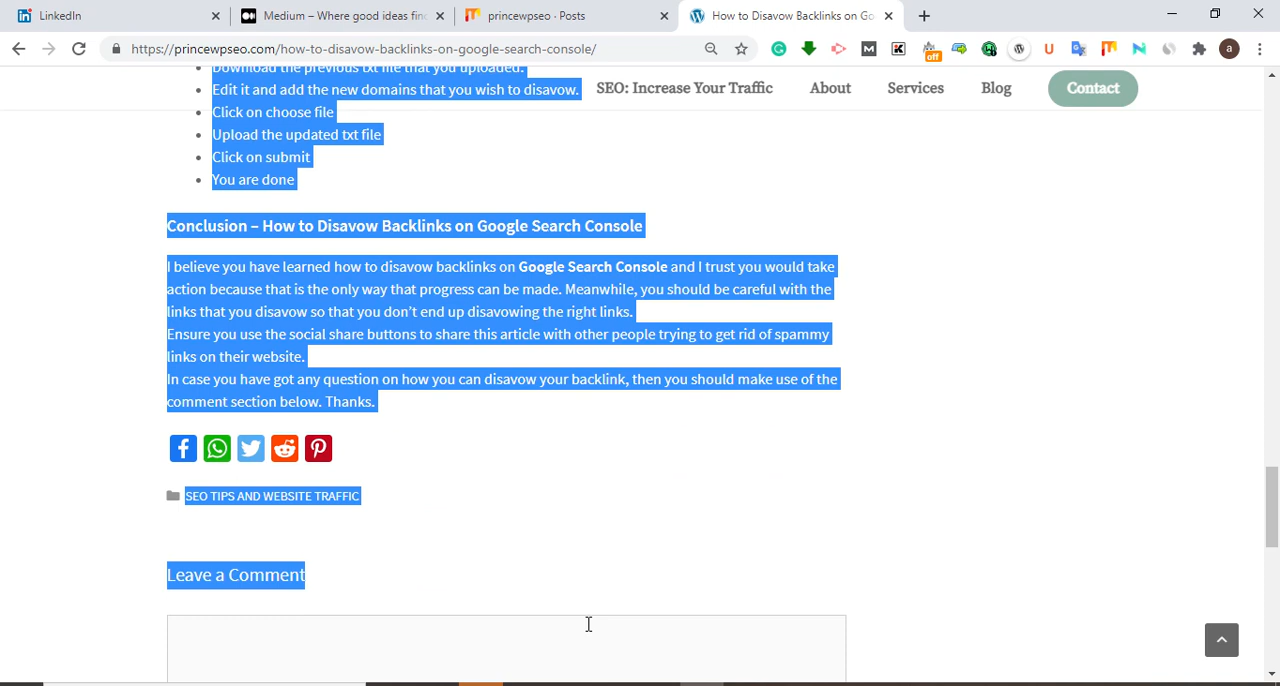 LinkedIn
Medium – Where good ideas find
princewpseo - Posts
How to Disavow Backlinks on Go
https://princewpseo.com/how-to-disavow-backlinks-on-google-search-console/
off
a
SEO: Increase Your Traffic
About
Services
Blog
Contact
Download the previous txt file that you uploaded.
Edit it and add the new domains that you wish to disavow.
Click on choose file
Upload the updated txt file
Click on submit
You are done
Conclusion – How to Disavow Backlinks on Google Search Console
I believe you have learned how to disavow backlinks on Google Search Console and I trust you would take
action because that is the only way that progress can be made. Meanwhile, you should be careful with the
links that you disavow so that you don’t end up disavowing the right links.
Ensure you use the social share buttons to share this article with other people trying to get rid of spammy
links on their website.
In case you have got any question on how you can disavow your backlink, then you should make use of the
comment section below. Thanks.
SEO TIPS AND WEBSITE TRAFFIC
Leave a Comment